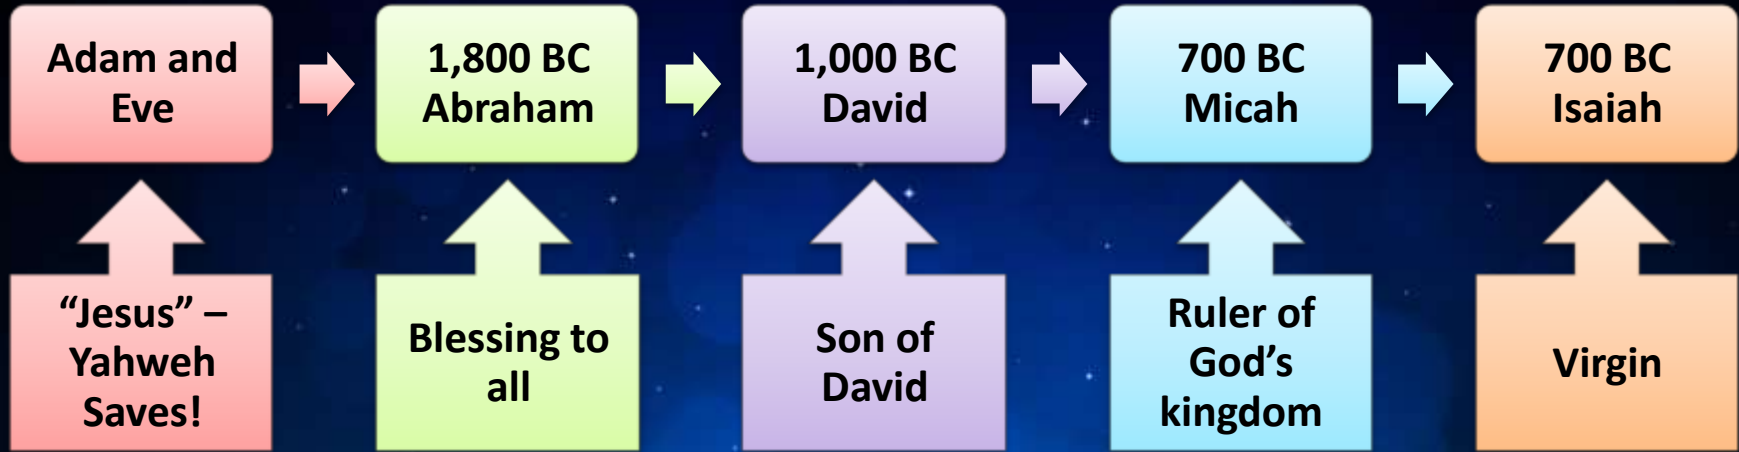 Adam and
Eve
1,800 BC
Abraham
1,000 BC
David
700 BC
Micah
700 BC
Isaiah
“Jesus” –
Yahweh
Saves!
Blessing to
all
Son of
David
Ruler of
God’s
kingdom
Virgin